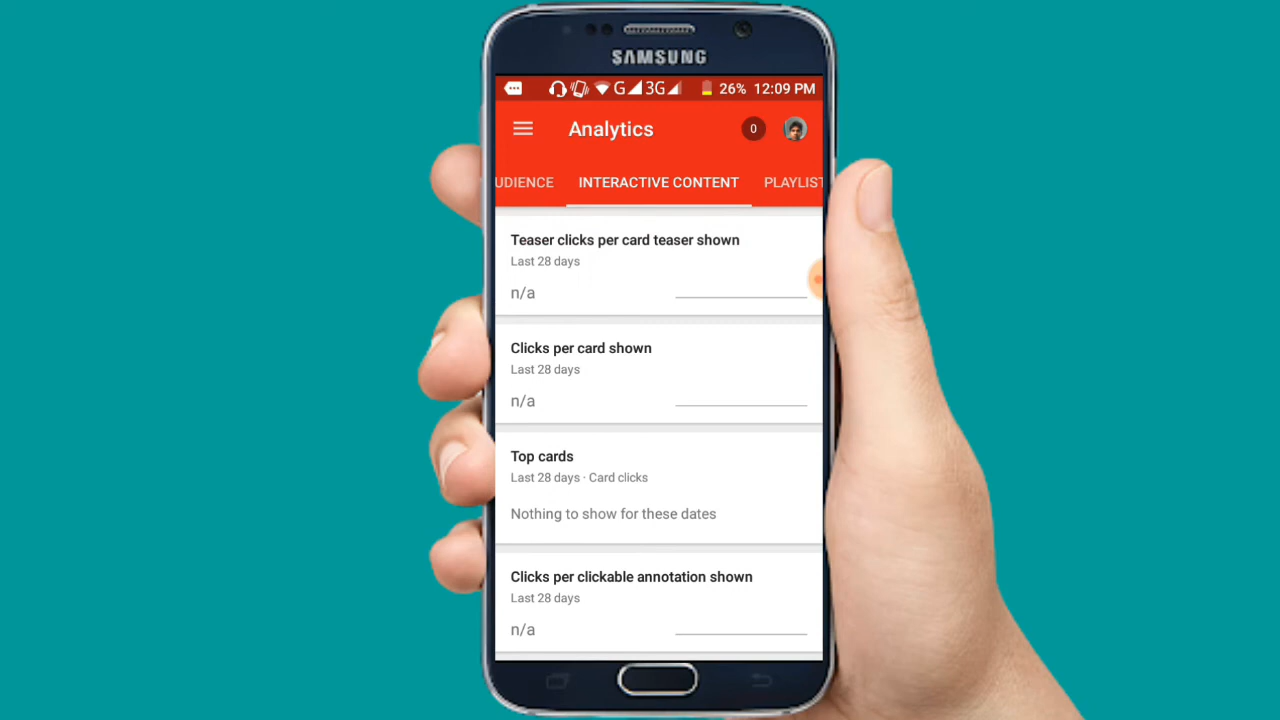 SAMSUNG
G 3G 26% 12:09 PM
Analytics 0
UDIENCE INTERACTIVE CONTENT PLAYLIST
Teaser clicks per card teaser shown
Last 28 days
n/a
Clicks per card shown
Last 28 days
n/a
Top cards
Last 28 days · Card clicks
Nothing to show for these dates
Clicks per clickable annotation shown
Last 28 days
n/a